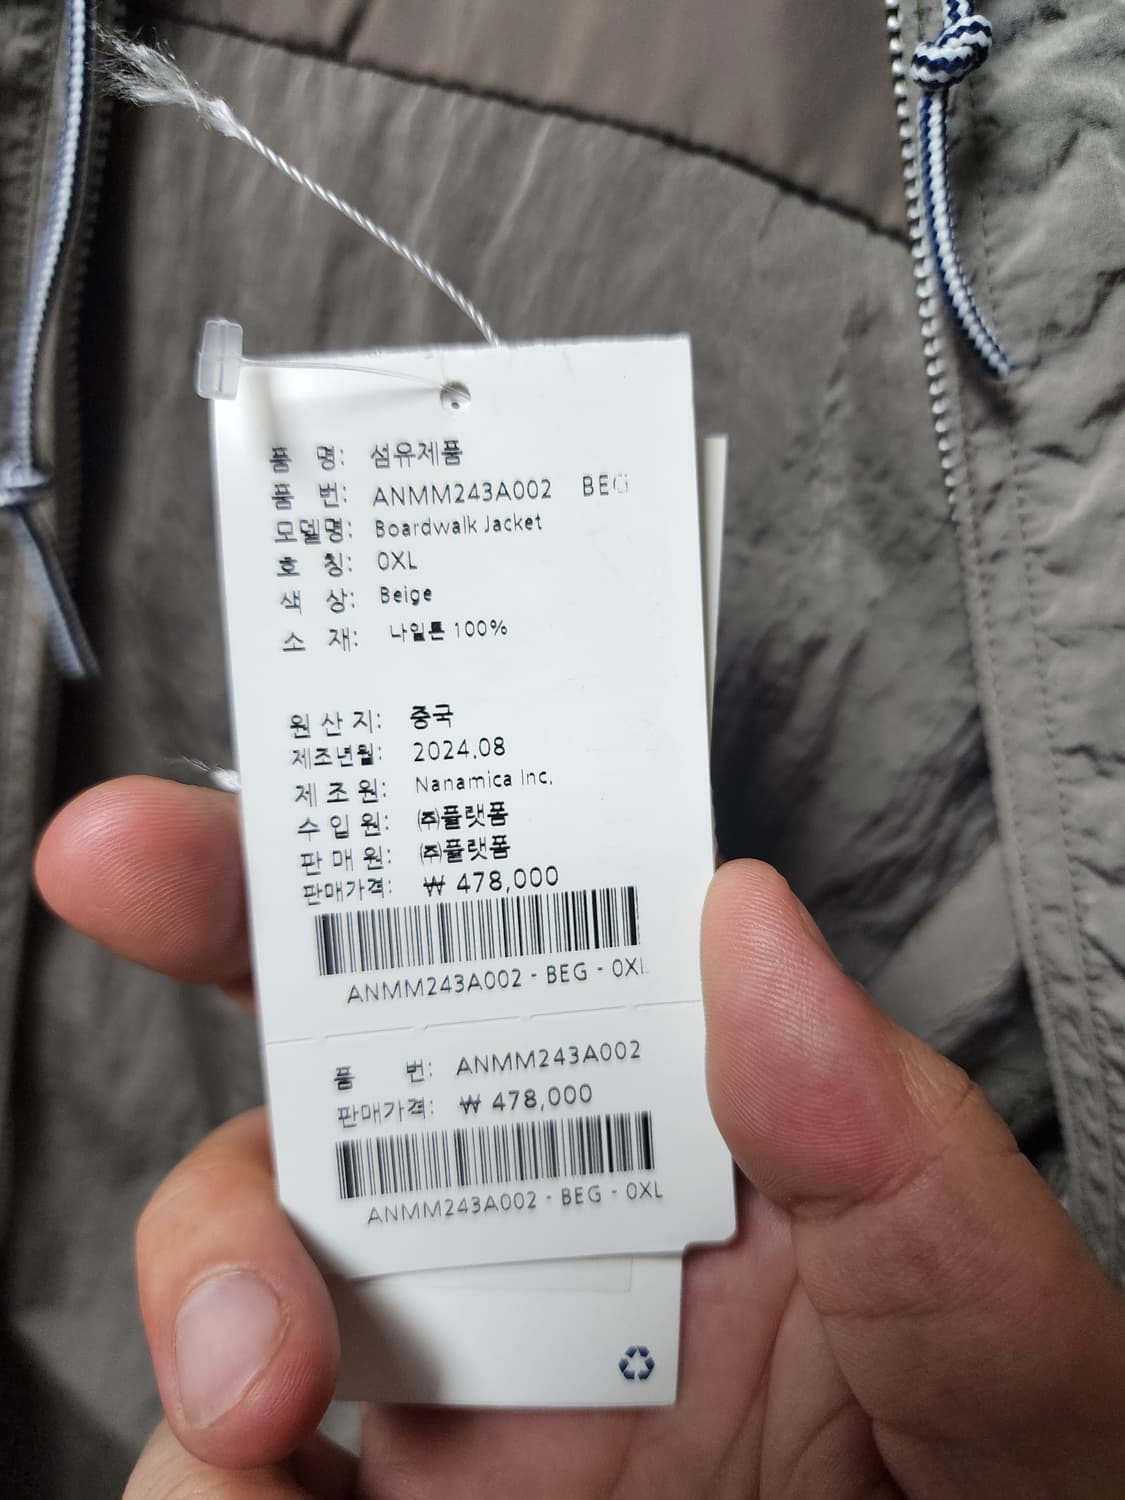 품 명: 섬유제품
품 번: ANMM243A002 BEG
모델명: Boardwalk Jacket
호 칭: 0XL
색 상: Beige
소 재: 나일론 100%
원 산 지: 중국
제조년월: 2024.08
제 조 원: Nanamica Inc.
수 입 원: ㈜플랫폼
판 매 원: ㈜플랫폼
판매가격: ₩ 478,000
ANMM243A002 - BEG - 0XL
품 번: ANMM243A002
판매가격: ₩ 478,000
ANMM243A002 - BEG - 0XL